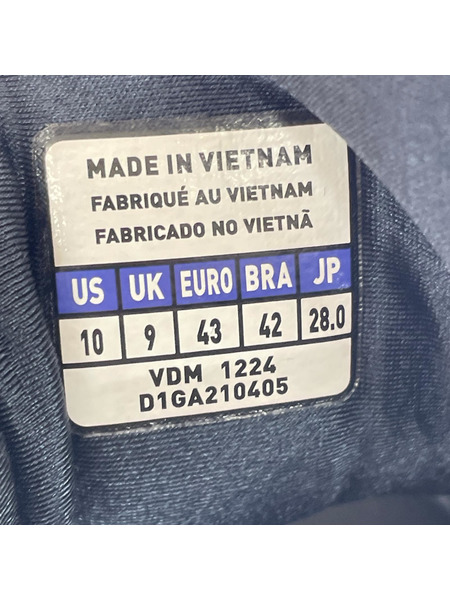 MADE IN VIETNAM
FABRIQUÉ AU VIETNAM
FABRICADO NO VIETNÃ
US UK EURO BRA JP
10 9 43 42 28.0
VDM 1224
D1GA210405